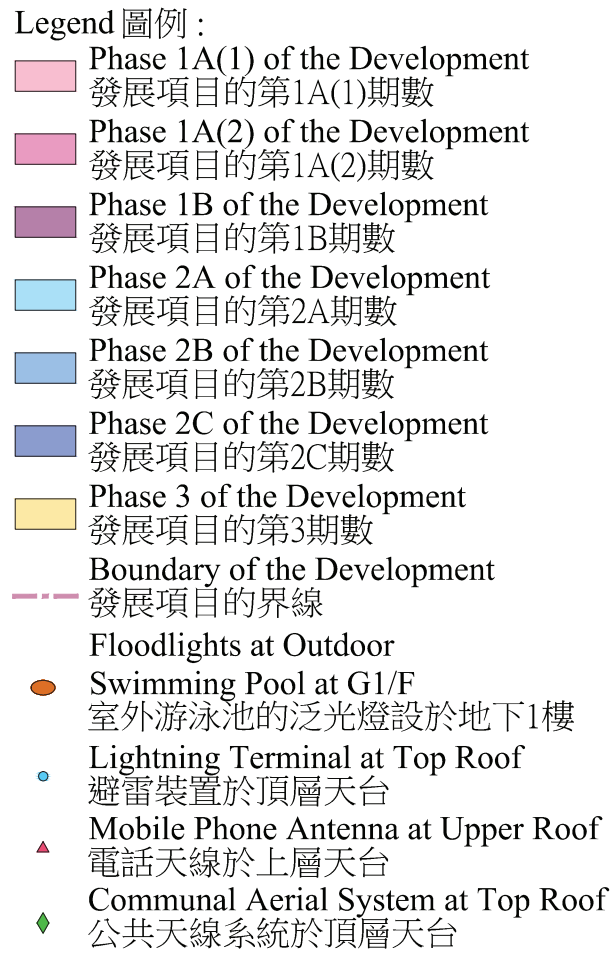 Legend 圖例 :
Phase 1A(1) of the Development
發展項目的第1A(1)期數
Phase 1A(2) of the Development
發展項目的第1A(2)期數
Phase 1B of the Development
發展項目的第1B期數
Phase 2A of the Development
發展項目的第2A期數
Phase 2B of the Development
發展項目的第2B期數
Phase 2C of the Development
發展項目的第2C期數
Phase 3 of the Development
發展項目的第3期數
Boundary of the Development
發展項目的界線
Floodlights at Outdoor
Swimming Pool at G1/F
室外游泳池的泛光燈設於地下1樓
Lightning Terminal at Top Roof
避雷裝置於頂層天台
Mobile Phone Antenna at Upper Roof
電話天線於上層天台
Communal Aerial System at Top Roof
公共天線系統於頂層天台